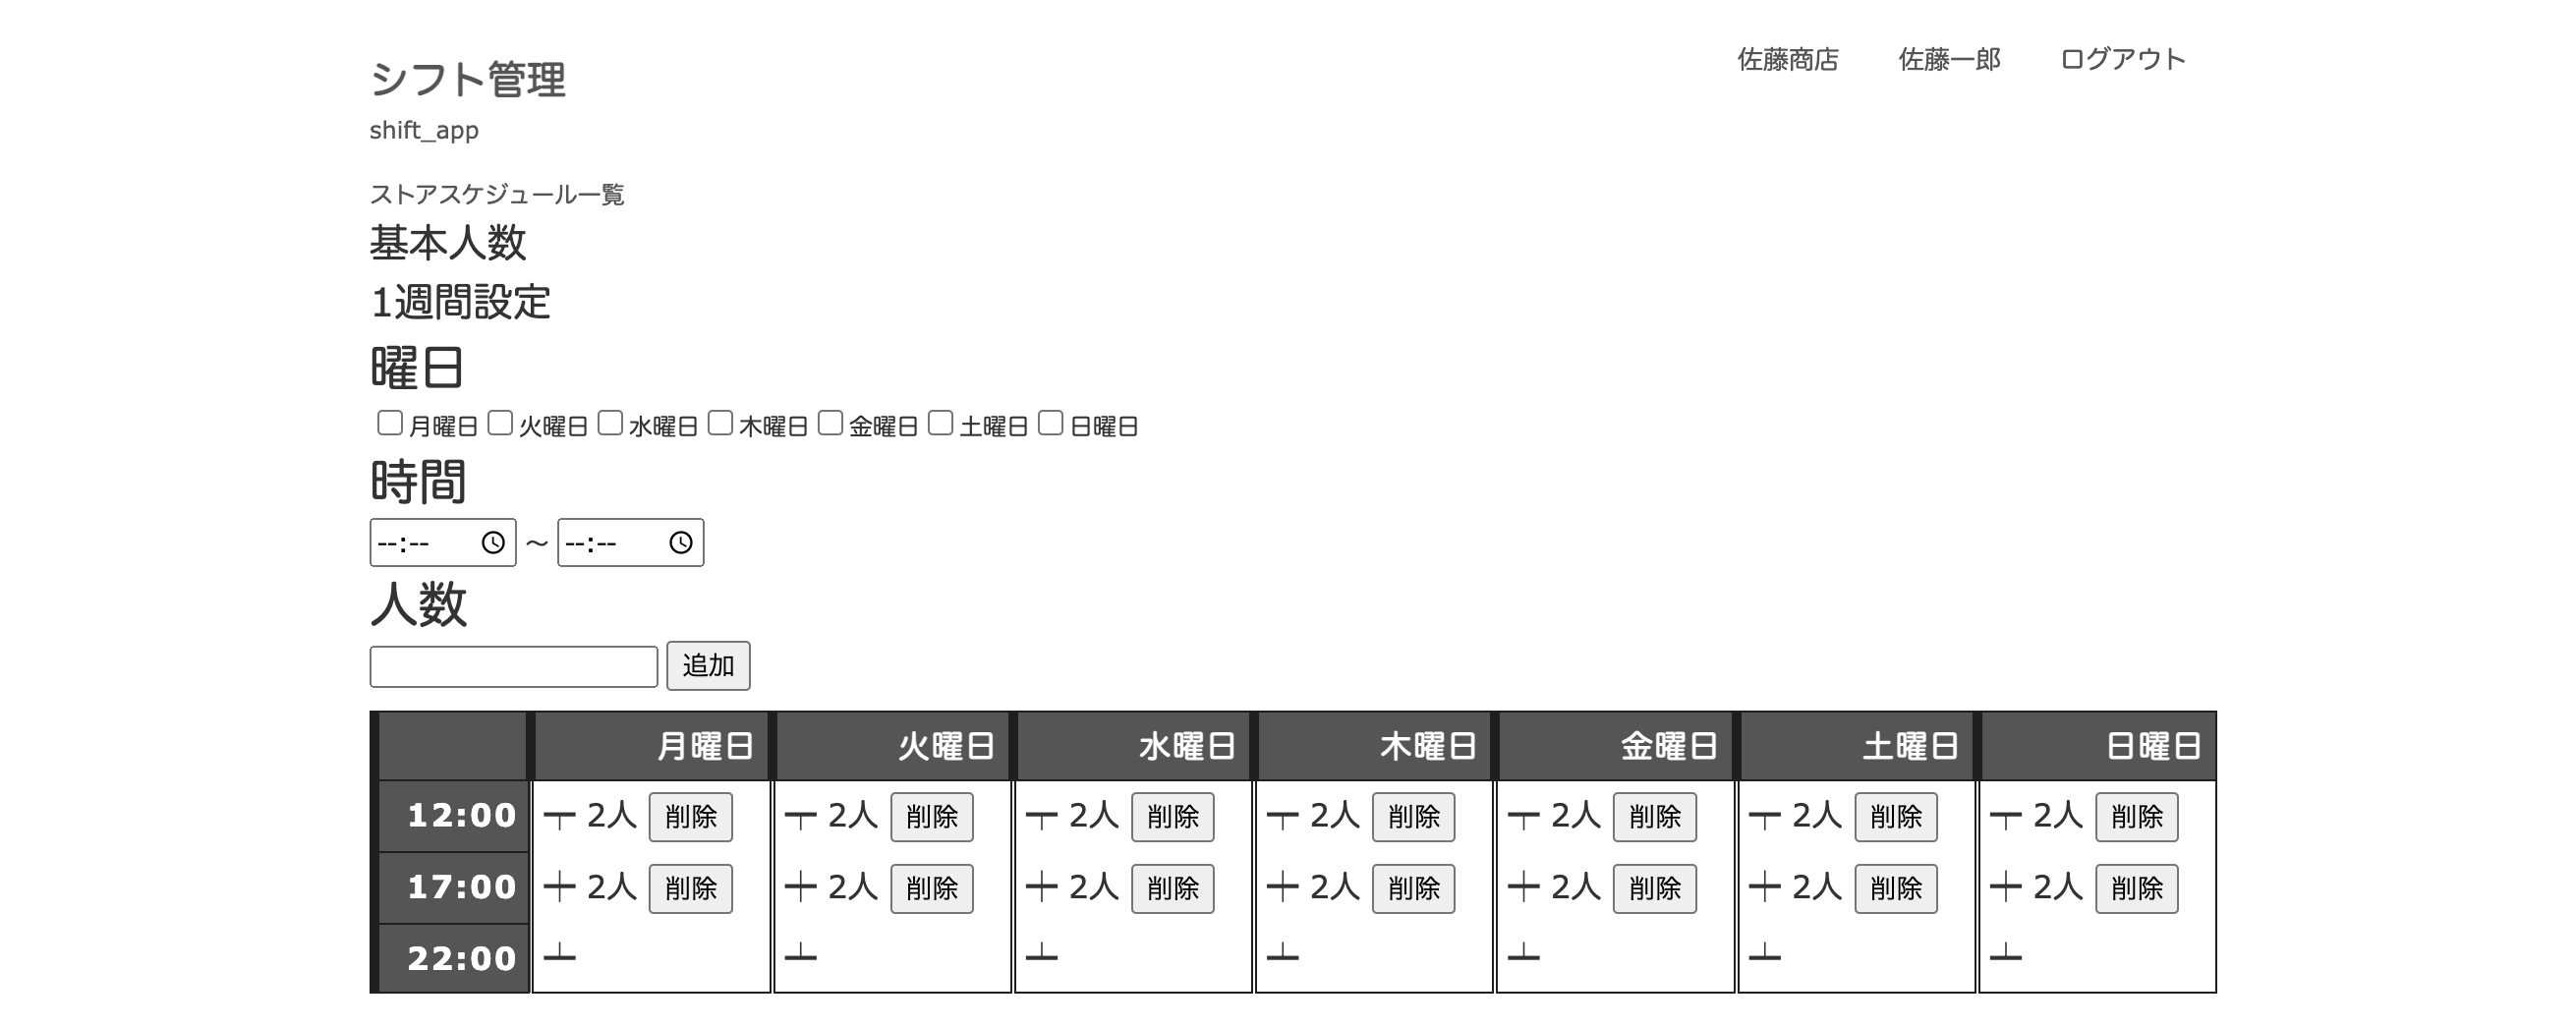 佐藤商店 佐藤一郎 ログアウト
シフト管理
shift_app
ストアスケジュール一覧
基本人数
1週間設定
曜日
月曜日 火曜日 水曜日 木曜日 金曜日 土曜日 日曜日
時間
--:-- ～ --:--
人数
追加
月曜日 火曜日 水曜日 木曜日 金曜日 土曜日 日曜日
12:00 2人 削除 2人 削除 2人 削除 2人 削除 2人 削除 2人 削除 2人 削除
17:00 2人 削除 2人 削除 2人 削除 2人 削除 2人 削除 2人 削除 2人 削除
22:00